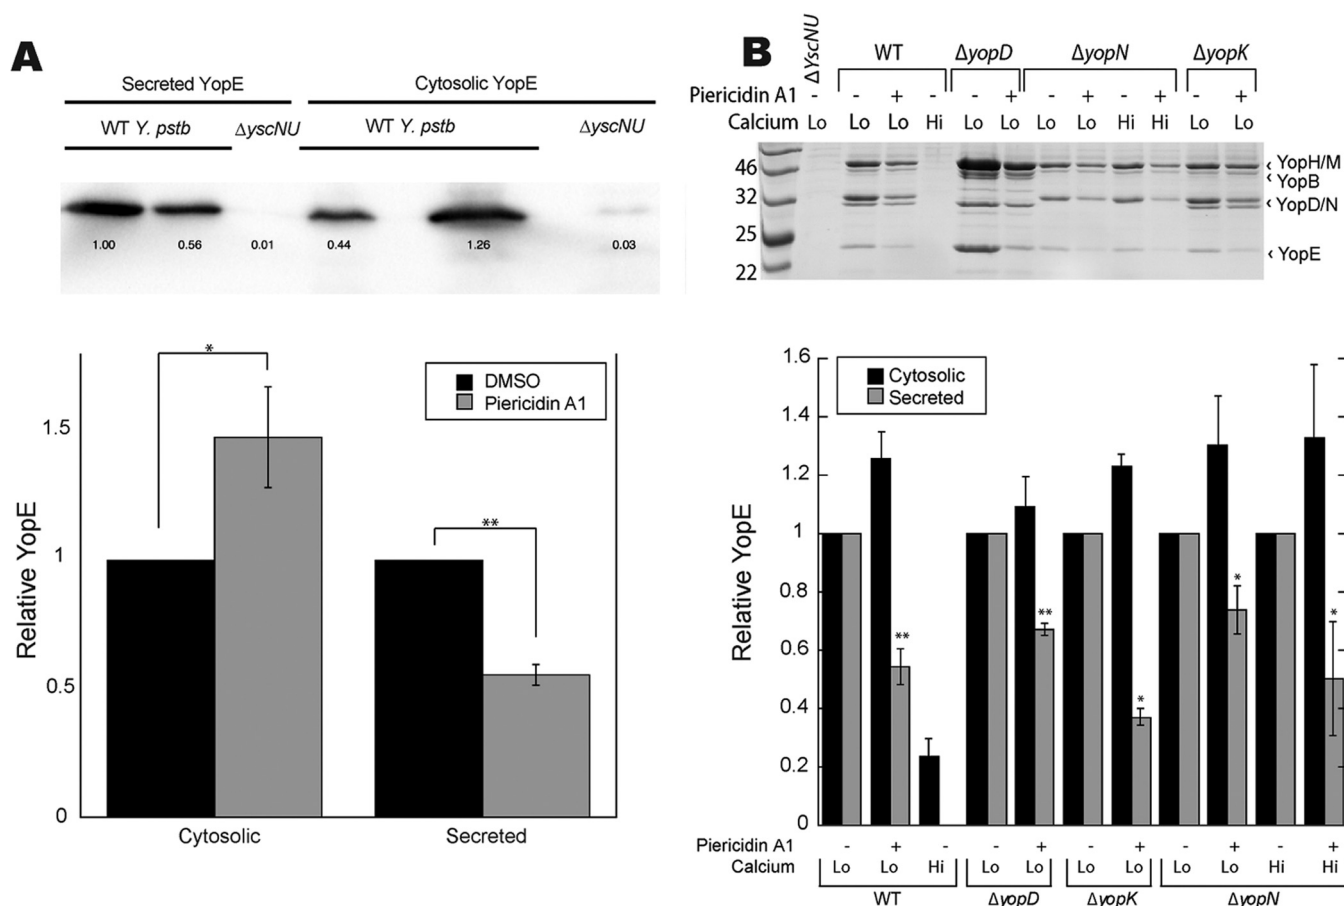 A
Secreted YopE Cytosolic YopE
WT Y. pstb ΔyscNU WT Y. pstb ΔyscNU
1.00 0.56 0.01 0.44 1.26 0.03
* **
DMSO
Piericidin A1
Relative YopE
1.5
1
0.5
0
Cytosolic Secreted
B
ΔYscNU WT ΔyopD ΔyopN ΔyopK
Piericidin A1 - - + - - + - + - + - +
Calcium Lo Lo Lo Hi Lo Lo Lo Lo Hi Hi Lo Lo
46
32
25
22
‹ YopH/M
‹ YopB
‹ YopD/N
‹ YopE
Cytosolic
Secreted
Relative YopE
1.6
1.4
1.2
1
0.8
0.6
0.4
0.2
0
** ** * * *
Piericidin A1 - + - - + - + - + - +
Calcium Lo Lo Hi Lo Lo Lo Lo Lo Lo Hi Hi
WT ΔyopD ΔyopK ΔyopN